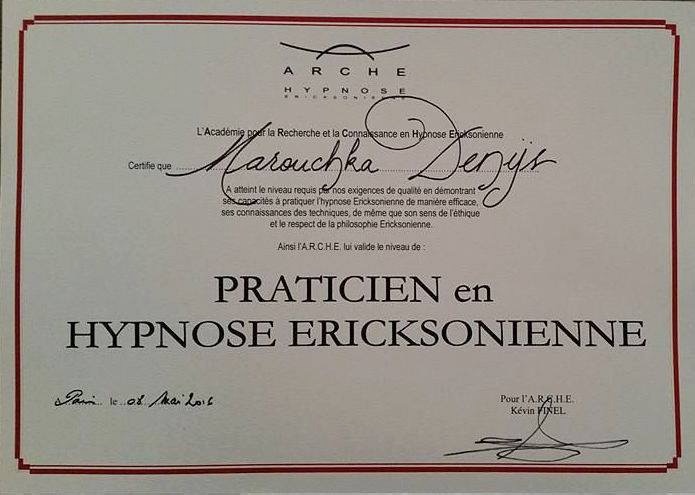 ARCHE
HYPNOSE
ERICKSONIENNE
L'Académie pour la Recherche et la Connaissance en Hypnose Ericksonienne
Certifie que Marouchka Denijs
A atteint le niveau requis par nos exigences de qualité en démontrant
ses capacités à pratiquer l'hypnose Ericksonienne de manière efficace,
ses connaissances des techniques, de même que son sens de l'éthique
et le respect de la philosophie Ericksonienne.
Ainsi l'A.R.C.H.E. lui valide le niveau de :
PRATICIEN en
HYPNOSE ERICKSONIENNE
à Paris le 08 Mai 2016
Pour l'A.R.C.H.E.
Kévin FINEL